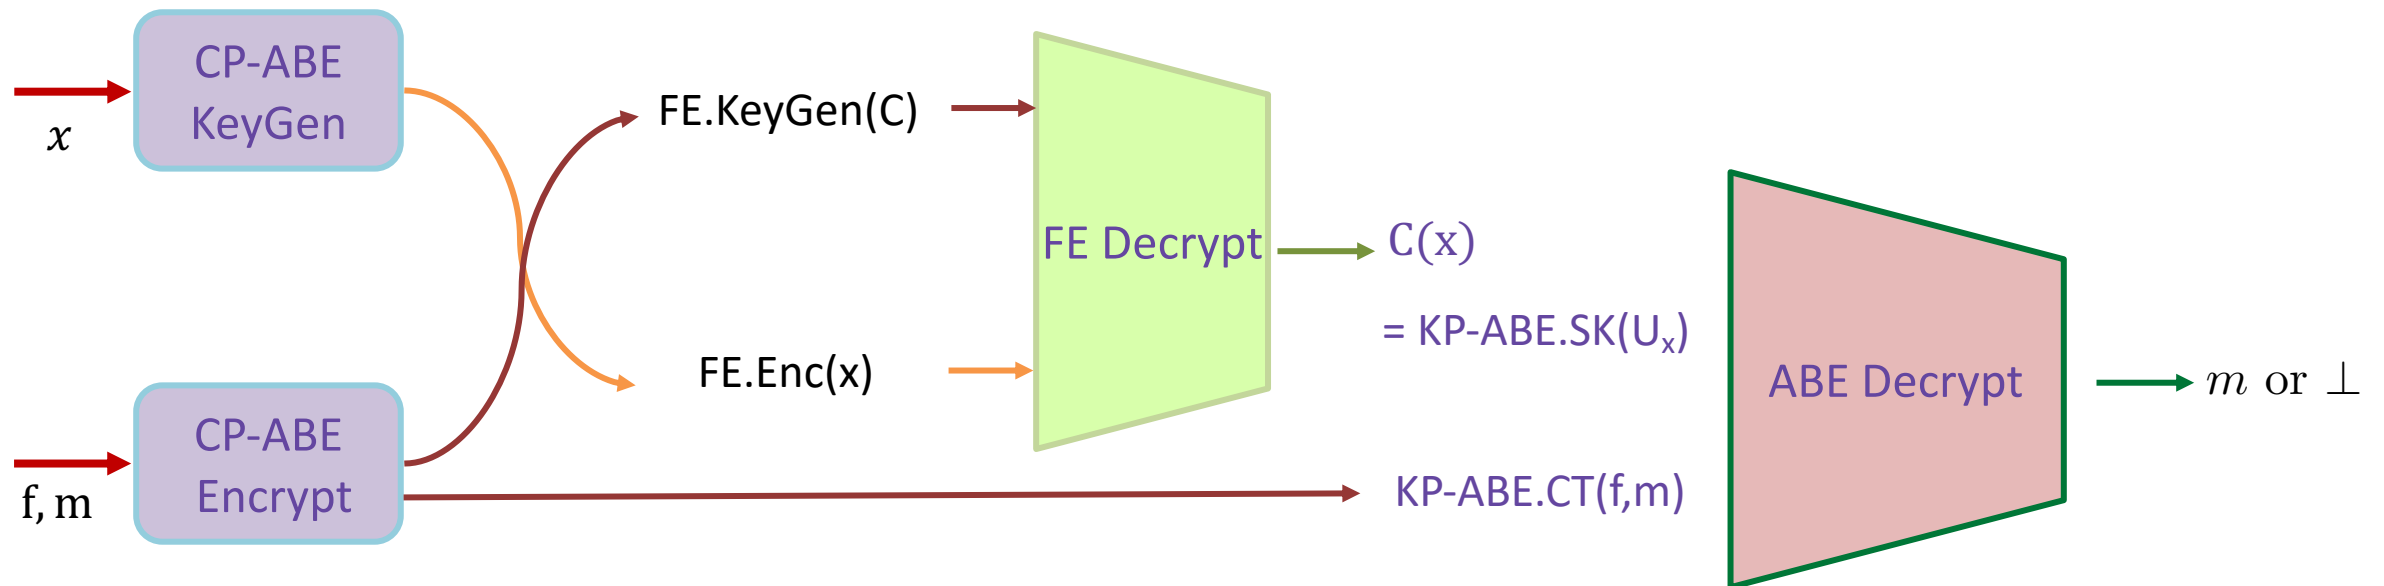 CP-ABE
KeyGen
x
CP-ABE
Encrypt
f, m
FE.KeyGen(C)
FE.Enc(x)
FE Decrypt
C(x)
= KP-ABE.SK(Uₓ)
KP-ABE.CT(f,m)
ABE Decrypt
m or ⊥